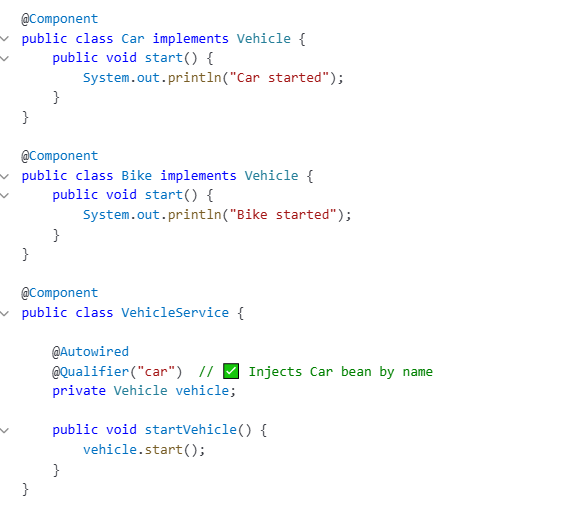 @Component
public class Car implements Vehicle {
    public void start() {
        System.out.println("Car started");
    }
}

@Component
public class Bike implements Vehicle {
    public void start() {
        System.out.println("Bike started");
    }
}

@Component
public class VehicleService {

    @Autowired
    @Qualifier("car")  // ✅ Injects Car bean by name
    private Vehicle vehicle;

    public void startVehicle() {
        vehicle.start();
    }
}